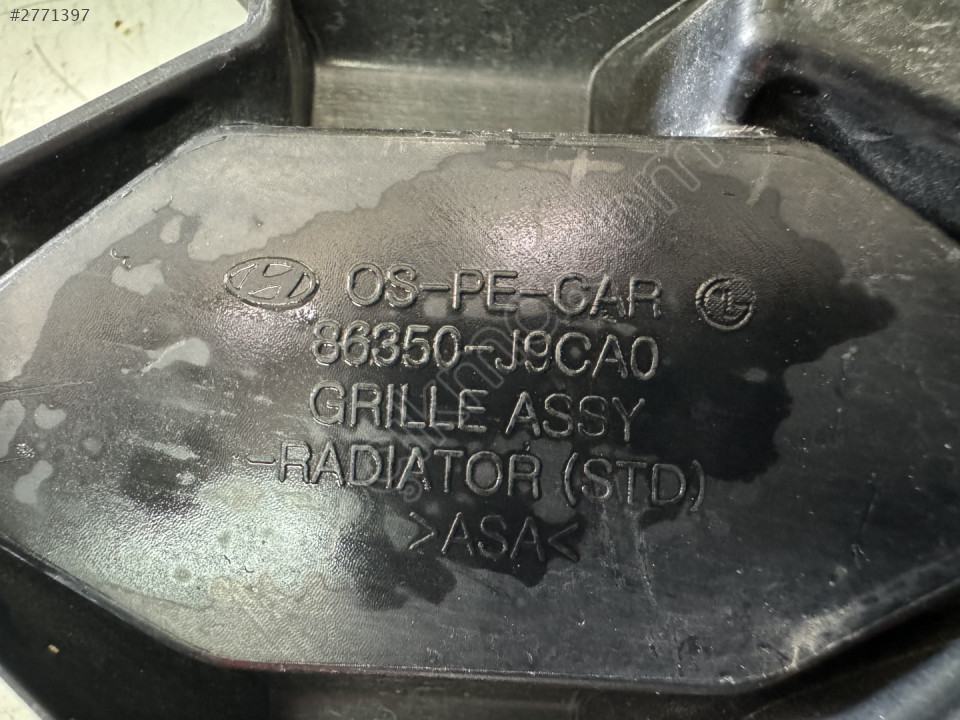 #2771397
OS-PE-CAR
86350-J9CA0
GRILLE ASSY
-RADIATOR (STD)
>ASA<